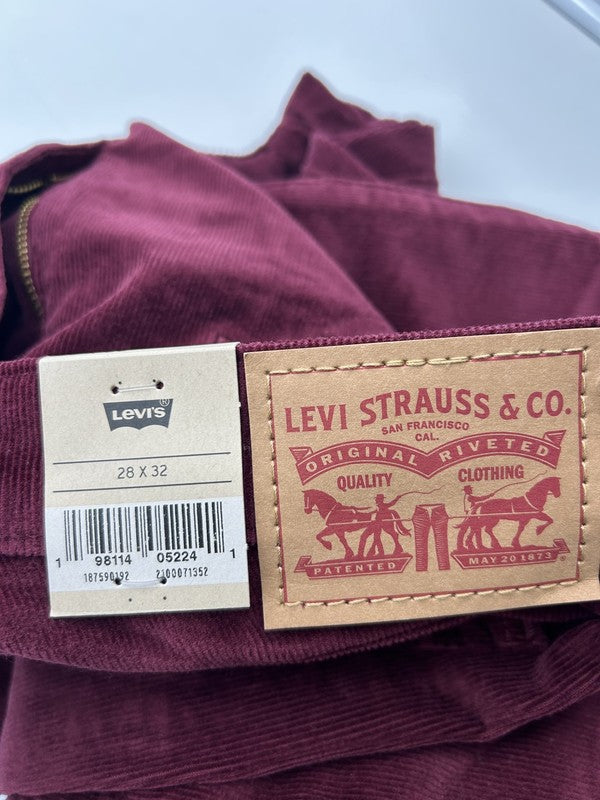 LEVI'S®
28 X 32
1 98114 05224 1
187590192 2100071352
LEVI STRAUSS & CO.
SAN FRANCISCO
CAL.
ORIGINAL RIVETED
QUALITY CLOTHING
PATENTED MAY 20 1873
®